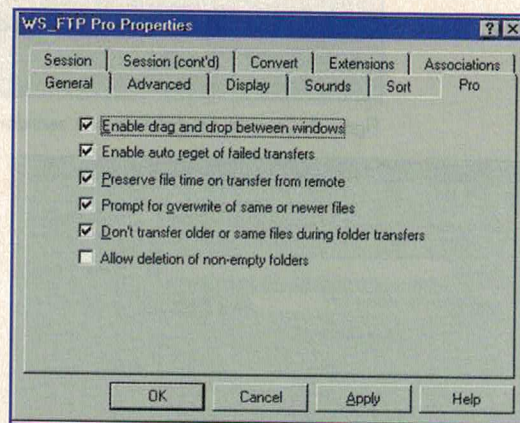 WS_FTP Pro Properties
Session Session (cont'd) Convert Extensions Associations
General Advanced Display Sounds Sort Pro
Enable drag and drop between windows
Enable auto reget of failed transfers
Preserve file time on transfer from remote
Prompt for overwrite of same or newer files
Don't transfer older or same files during folder transfers
Allow deletion of non-empty folders
OK Cancel Apply Help